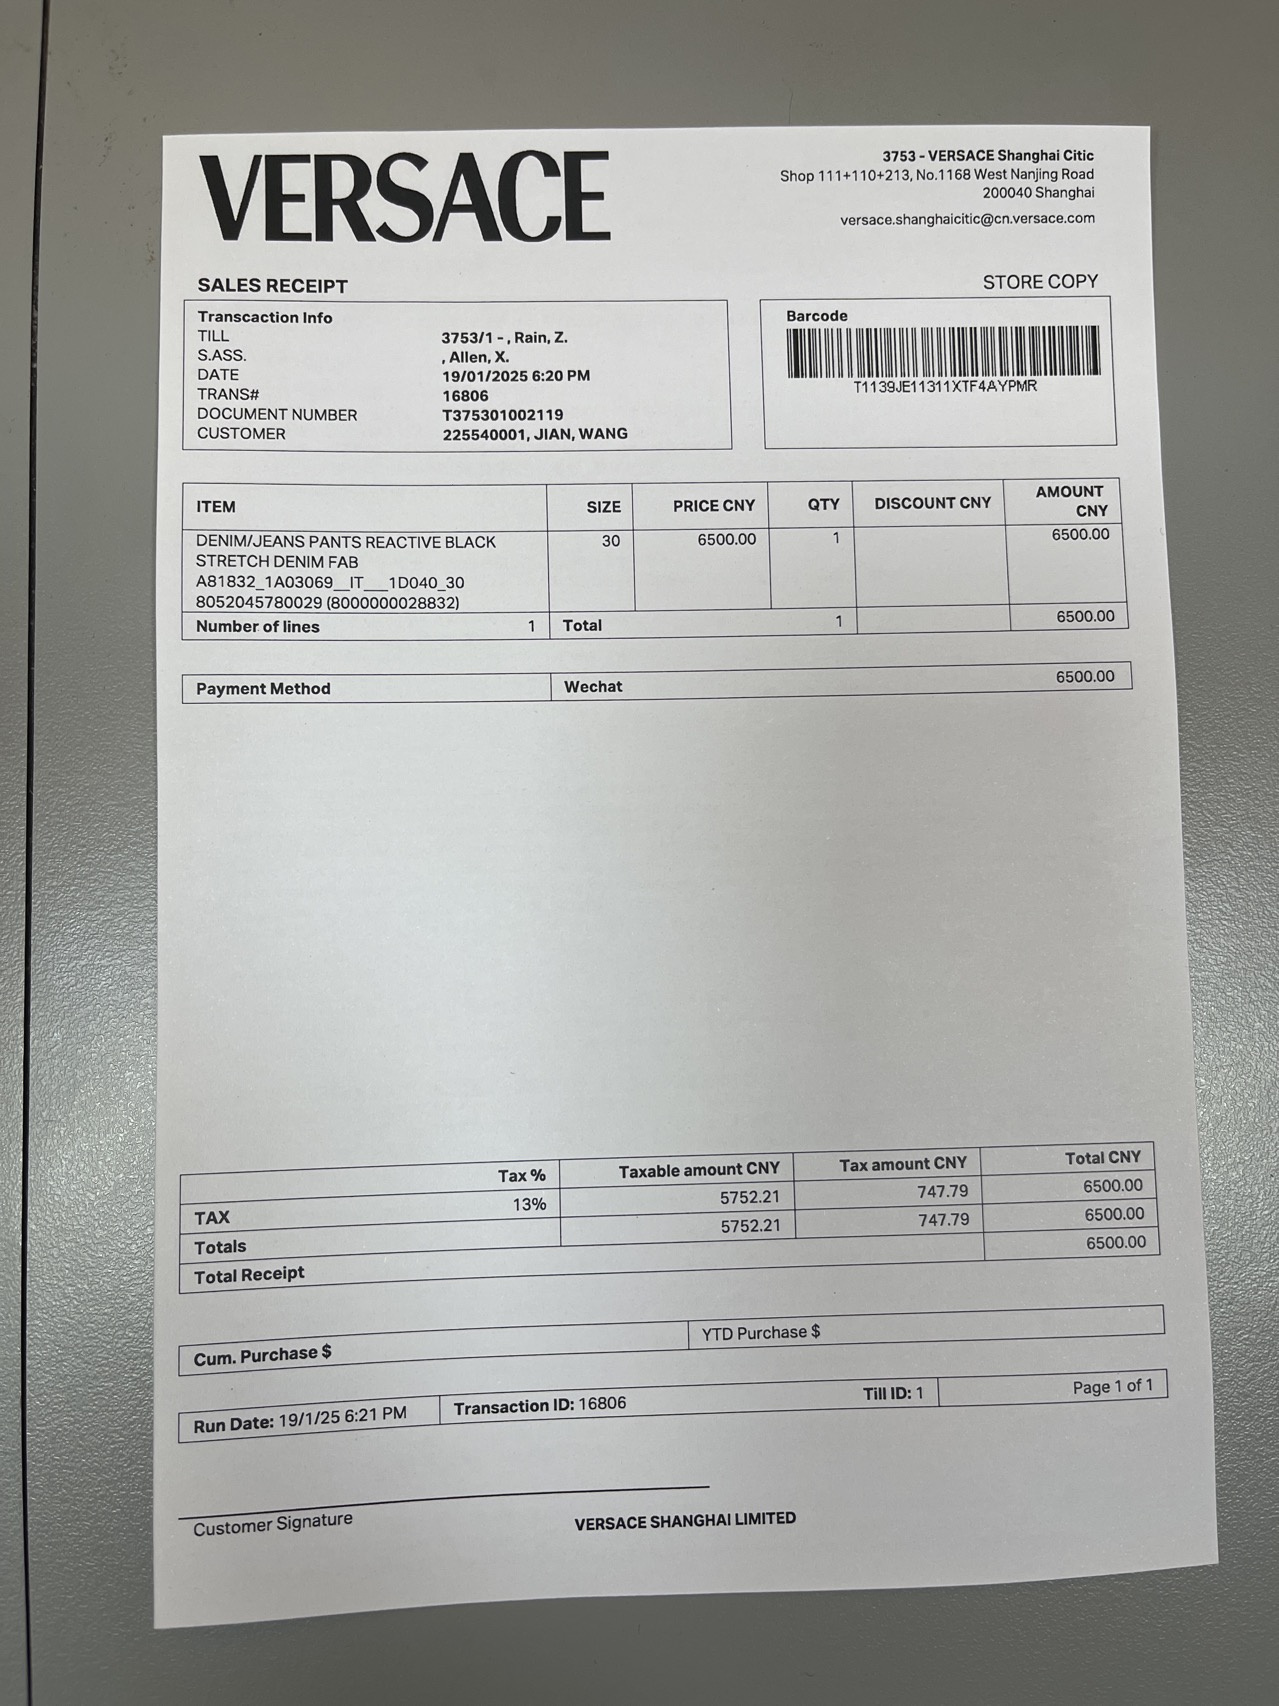 VERSACE
3753 - VERSACE Shanghai Citic
Shop 111+110+213, No.1168 West Nanjing Road
200040 Shanghai
versace.shanghaicitic@cn.versace.com
SALES RECEIPT
STORE COPY
Transcaction Info
TILL 3753/1 - , Rain, Z.
S.ASS. , Allen, X.
DATE 19/01/2025 6:20 PM
TRANS# 16806
DOCUMENT NUMBER T375301002119
CUSTOMER 225540001, JIAN, WANG
Barcode
T1139JE11311XTF4AYPMR
ITEM SIZE PRICE CNY QTY DISCOUNT CNY AMOUNT CNY
DENIM/JEANS PANTS REACTIVE BLACK 30 6500.00 1 6500.00
STRETCH DENIM FAB
A81832_1A03069__IT___1D040_30
8052045780029 (8000000028832)
Number of lines 1 Total 1 6500.00
Payment Method Wechat 6500.00
Tax % Taxable amount CNY Tax amount CNY Total CNY
TAX 13% 5752.21 747.79 6500.00
Totals 5752.21 747.79 6500.00
Total Receipt 6500.00
Cum. Purchase $ YTD Purchase $
Run Date: 19/1/25 6:21 PM Transaction ID: 16806 Till ID: 1 Page 1 of 1
Customer Signature
VERSACE SHANGHAI LIMITED